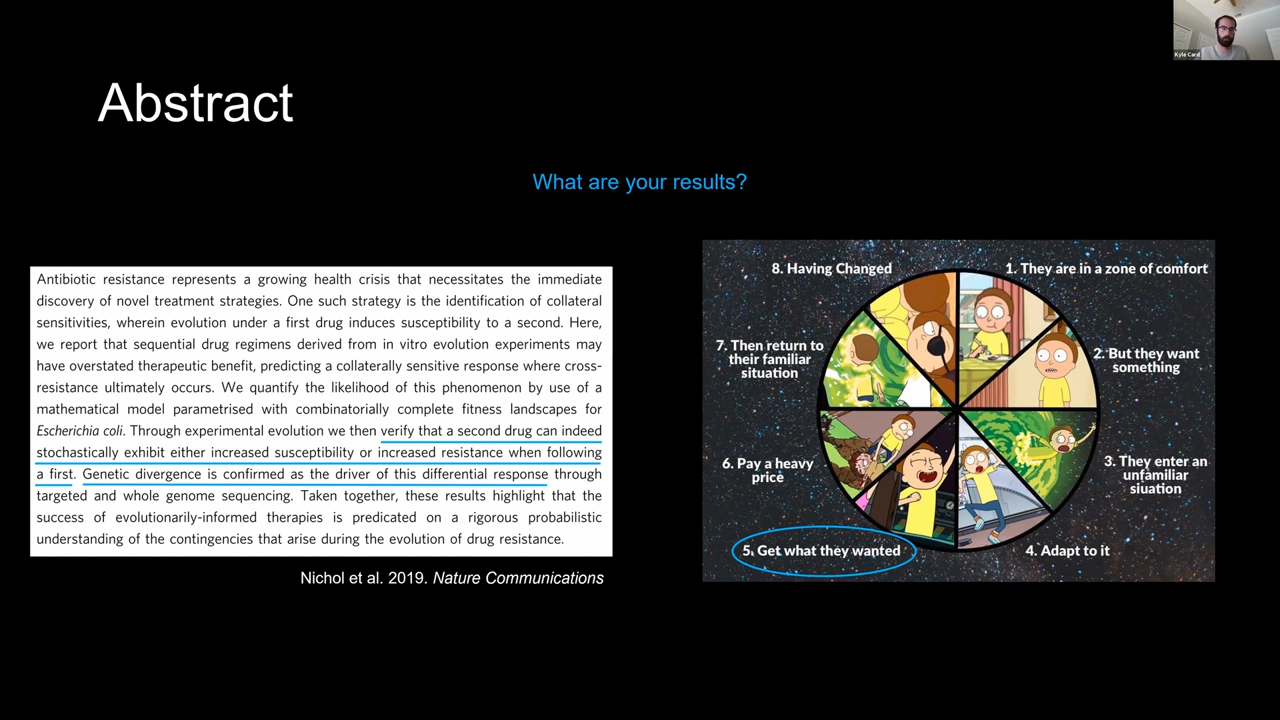 Kyle Card
Abstract
What are your results?
Antibiotic resistance represents a growing health crisis that necessitates the immediate
discovery of novel treatment strategies. One such strategy is the identification of collateral
sensitivities, wherein evolution under a first drug induces susceptibility to a second. Here,
we report that sequential drug regimens derived from in vitro evolution experiments may
have overstated therapeutic benefit, predicting a collaterally sensitive response where cross-
resistance ultimately occurs. We quantify the likelihood of this phenomenon by use of a
mathematical model parametrised with combinatorially complete fitness landscapes for
Escherichia coli. Through experimental evolution we then verify that a second drug can indeed
stochastically exhibit either increased susceptibility or increased resistance when following
a first. Genetic divergence is confirmed as the driver of this differential response through
targeted and whole genome sequencing. Taken together, these results highlight that the
success of evolutionarily-informed therapies is predicated on a rigorous probabilistic
understanding of the contingencies that arise during the evolution of drug resistance.
Nichol et al. 2019. Nature Communications
1. They are in a zone of comfort
2. But they want
something
3. They enter an
unfamiliar
siuation
4. Adapt to it
5. Get what they wanted
6. Pay a heavy
price
7. Then return to
their familiar
situation
8. Having Changed